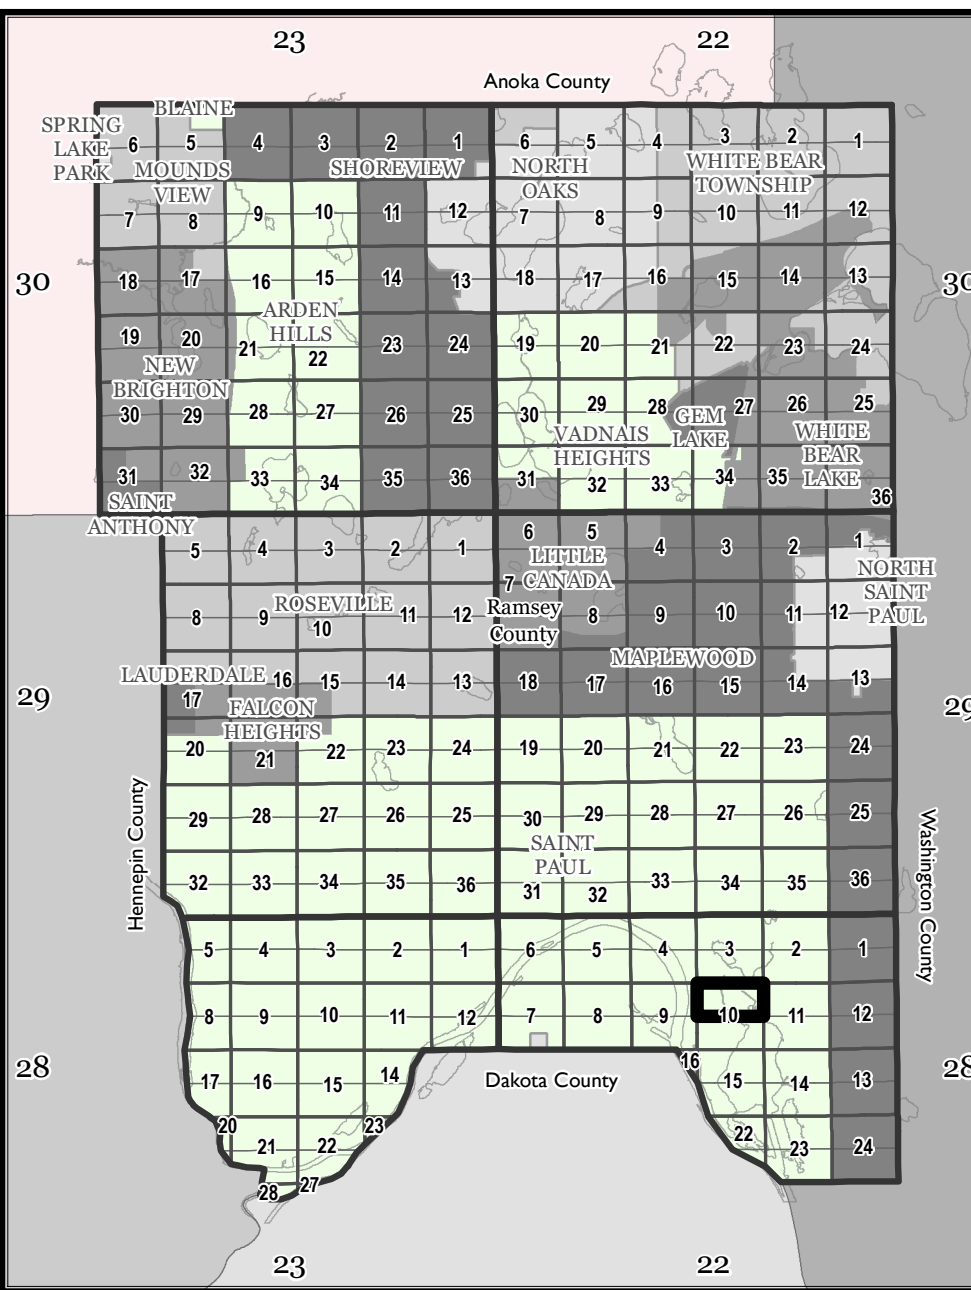 23 22
Anoka County
BLAINE
SPRING
LAKE
PARK
6 5 4 3 2 1 6 5 4 3 2 1
MOUNDS
VIEW
SHOREVIEW
NORTH
OAKS
WHITE BEAR
TOWNSHIP
7 8 9 10 11 12 7 8 9 10 11 12
30 18 17 16 15 14 13 18 17 16 15 14 13 30
ARDEN
HILLS
19 20 21 22 23 24 19 20 21 22 23 24
NEW
BRIGHTON
30 29 28 27 26 25 30 29 28 27 26 25
GEM
LAKE
VADNAIS
HEIGHTS
WHITE
BEAR
LAKE
31 32 33 34 35 36 31 32 33 34 35 36
SAINT
ANTHONY
5 4 3 2 1 6 5 4 3 2 1
LITTLE
CANADA
NORTH
SAINT
PAUL
8 9 10 11 12 7 8 9 10 11 12
ROSEVILLE
Ramsey
County
MAPLEWOOD
LAUDERDALE
29 17 16 15 14 13 18 17 16 15 14 13 29
FALCON
HEIGHTS
20 21 22 23 24 19 20 21 22 23 24
29 28 27 26 25 30 29 28 27 26 25
SAINT
PAUL
32 33 34 35 36 31 32 33 34 35 36
Hennepin County
Washington County
5 4 3 2 1 6 5 4 3 2 1
8 9 10 11 12 7 8 9 10 11 12
28 17 16 15 14 16 15 14 13 28
Dakota County
20 21 22 23 22 23 24
28 27
23 22